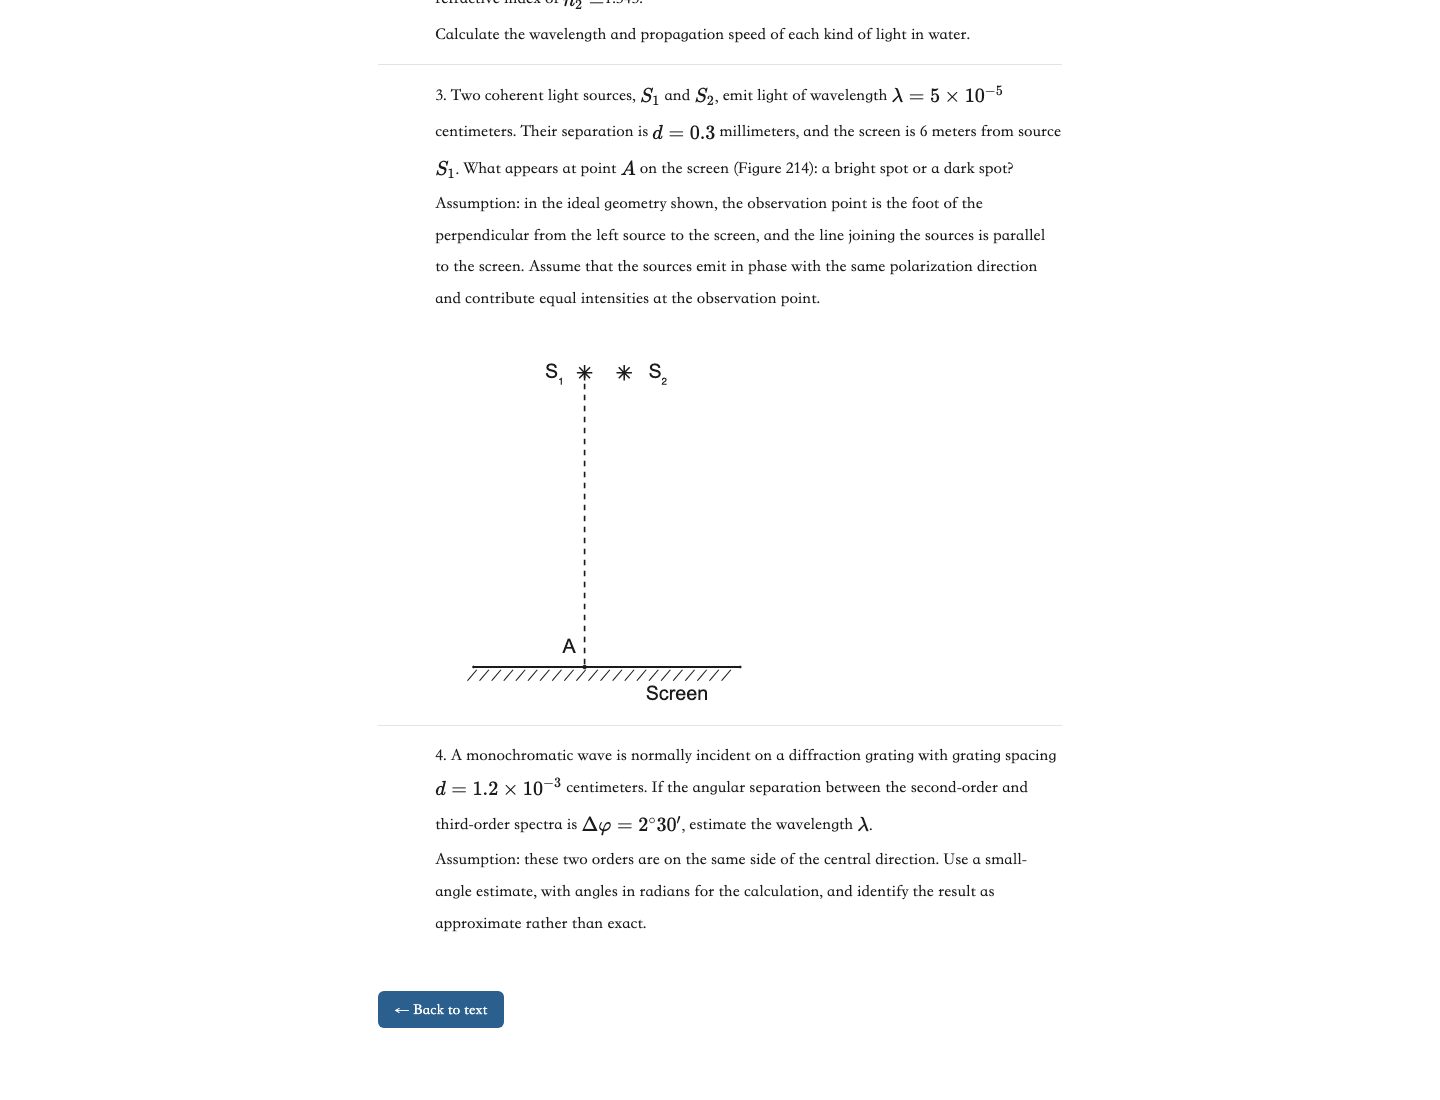 refractive index of n₂ =1.343.
Calculate the wavelength and propagation speed of each kind of light in water.
3. Two coherent light sources, S₁ and S₂, emit light of wavelength λ = 5 × 10⁻⁵
centimeters. Their separation is d = 0.3 millimeters, and the screen is 6 meters from source
S₁. What appears at point A on the screen (Figure 214): a bright spot or a dark spot?
Assumption: in the ideal geometry shown, the observation point is the foot of the
perpendicular from the left source to the screen, and the line joining the sources is parallel
to the screen. Assume that the sources emit in phase with the same polarization direction
and contribute equal intensities at the observation point.
S₁ S₂
A
Screen
4. A monochromatic wave is normally incident on a diffraction grating with grating spacing
d = 1.2 × 10⁻³ centimeters. If the angular separation between the second-order and
third-order spectra is Δφ = 2°30′, estimate the wavelength λ.
Assumption: these two orders are on the same side of the central direction. Use a small-
angle estimate, with angles in radians for the calculation, and identify the result as
approximate rather than exact.
← Back to text